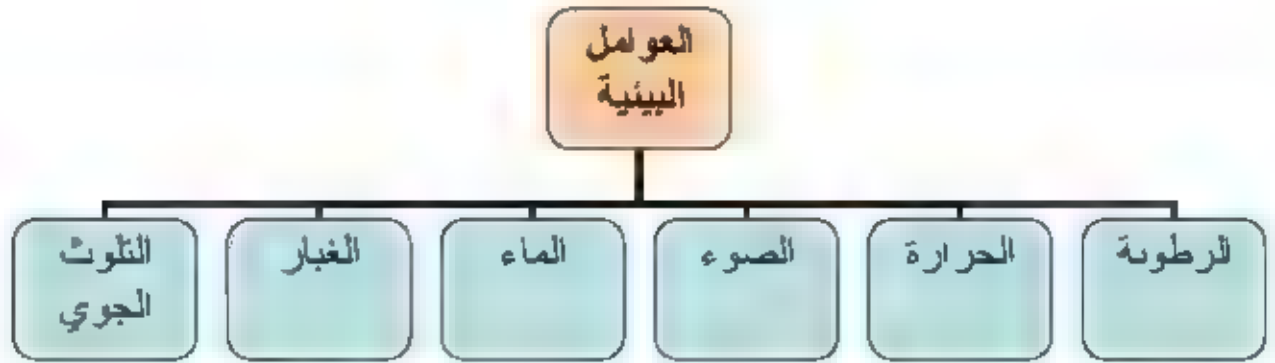 العوامل
البيئية
الرطوبة
الحرارة
الضوء
الماء
الغبار
التلوث
الجوي